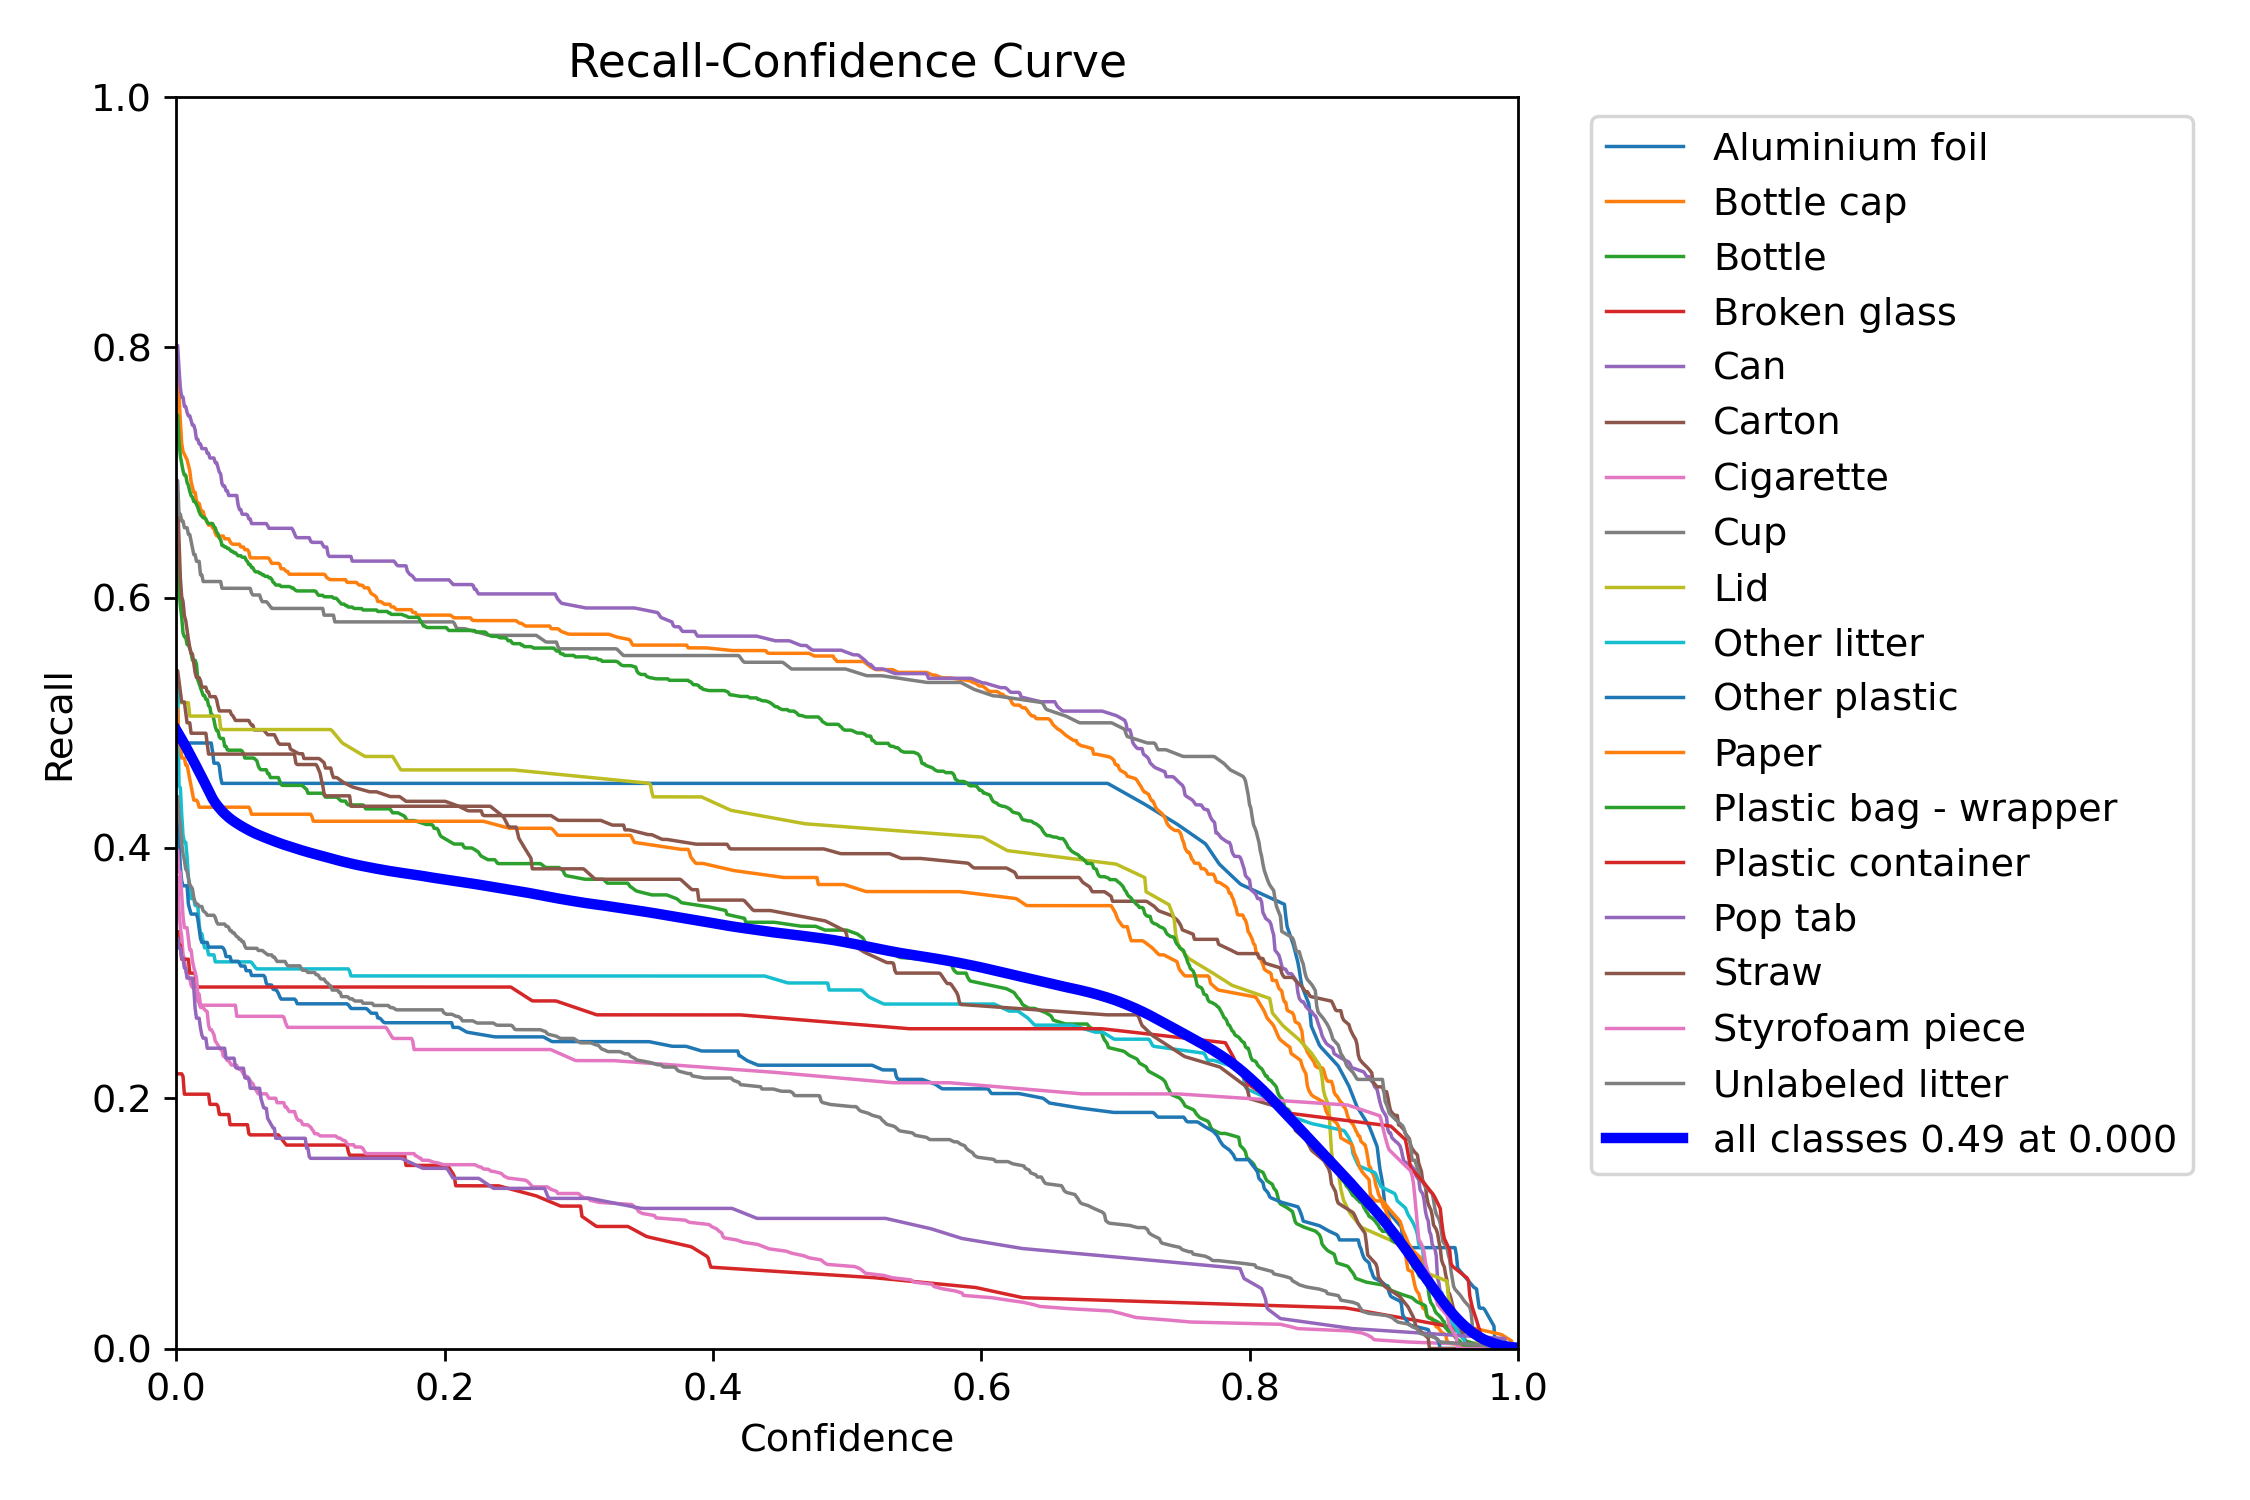 Recall-Confidence Curve
1.0
0.8
0.6
0.4
0.2
0.0
Recall
0.0 0.2 0.4 0.6 0.8 1.0
Confidence
Aluminium foil
Bottle cap
Bottle
Broken glass
Can
Carton
Cigarette
Cup
Lid
Other litter
Other plastic
Paper
Plastic bag - wrapper
Plastic container
Pop tab
Straw
Styrofoam piece
Unlabeled litter
all classes 0.49 at 0.000